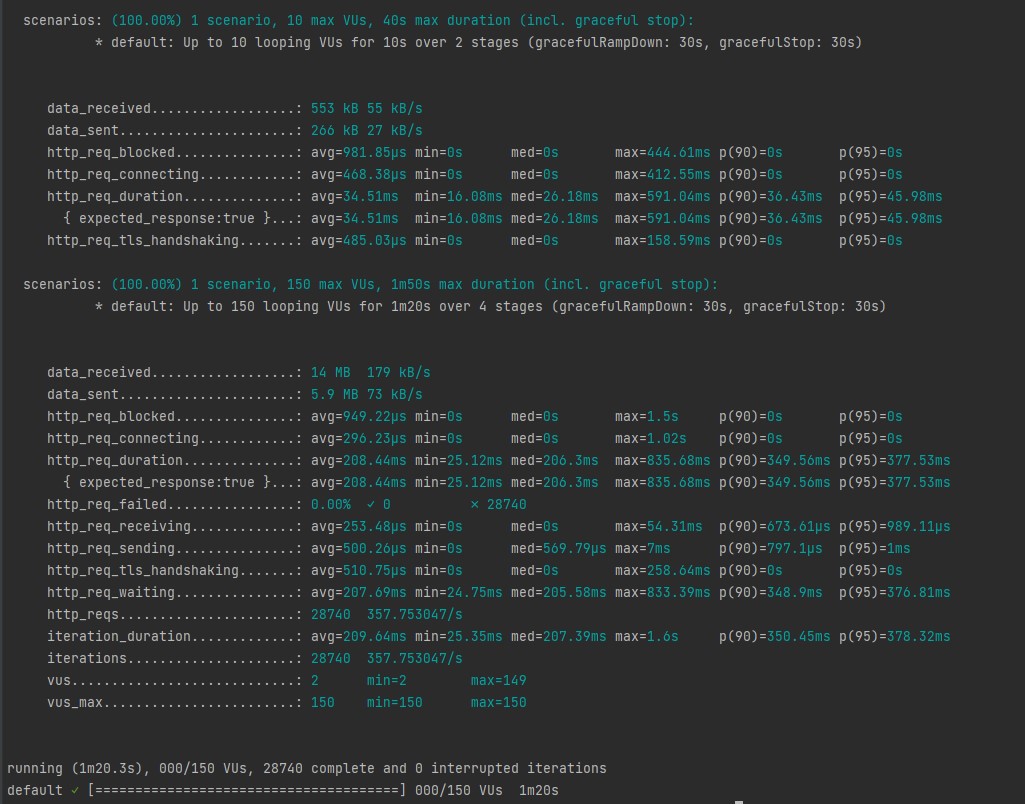 scenarios: (100.00%) 1 scenario, 10 max VUs, 40s max duration (incl. graceful stop):
* default: Up to 10 looping VUs for 10s over 2 stages (gracefulRampDown: 30s, gracefulStop: 30s)
data_received..................: 553 kB 55 kB/s
data_sent......................: 266 kB 27 kB/s
http_req_blocked...............: avg=981.85µs min=0s med=0s max=444.61ms p(90)=0s p(95)=0s
http_req_connecting............: avg=468.38µs min=0s med=0s max=412.55ms p(90)=0s p(95)=0s
http_req_duration..............: avg=34.51ms min=16.08ms med=26.18ms max=591.04ms p(90)=36.43ms p(95)=45.98ms
{ expected_response:true }...: avg=34.51ms min=16.08ms med=26.18ms max=591.04ms p(90)=36.43ms p(95)=45.98ms
http_req_tls_handshaking.......: avg=485.03µs min=0s med=0s max=158.59ms p(90)=0s p(95)=0s
scenarios: (100.00%) 1 scenario, 150 max VUs, 1m50s max duration (incl. graceful stop):
* default: Up to 150 looping VUs for 1m20s over 4 stages (gracefulRampDown: 30s, gracefulStop: 30s)
data_received..................: 14 MB 179 kB/s
data_sent......................: 5.9 MB 73 kB/s
http_req_blocked...............: avg=949.22µs min=0s med=0s max=1.5s p(90)=0s p(95)=0s
http_req_connecting............: avg=296.23µs min=0s med=0s max=1.02s p(90)=0s p(95)=0s
http_req_duration..............: avg=208.44ms min=25.12ms med=206.3ms max=835.68ms p(90)=349.56ms p(95)=377.53ms
{ expected_response:true }...: avg=208.44ms min=25.12ms med=206.3ms max=835.68ms p(90)=349.56ms p(95)=377.53ms
http_req_failed................: 0.00% ✓ 0 ✗ 28740
http_req_receiving.............: avg=253.48µs min=0s med=0s max=54.31ms p(90)=673.61µs p(95)=989.11µs
http_req_sending...............: avg=500.26µs min=0s med=569.79µs max=7ms p(90)=797.1µs p(95)=1ms
http_req_tls_handshaking.......: avg=510.75µs min=0s med=0s max=258.64ms p(90)=0s p(95)=0s
http_req_waiting...............: avg=207.69ms min=24.75ms med=205.58ms max=833.39ms p(90)=348.9ms p(95)=376.81ms
http_reqs......................: 28740 357.753047/s
iteration_duration.............: avg=209.64ms min=25.35ms med=207.39ms max=1.6s p(90)=350.45ms p(95)=378.32ms
iterations.....................: 28740 357.753047/s
vus............................: 2 min=2 max=149
vus_max........................: 150 min=150 max=150
running (1m20.3s), 000/150 VUs, 28740 complete and 0 interrupted iterations
default ✓ [======================================] 000/150 VUs 1m20s